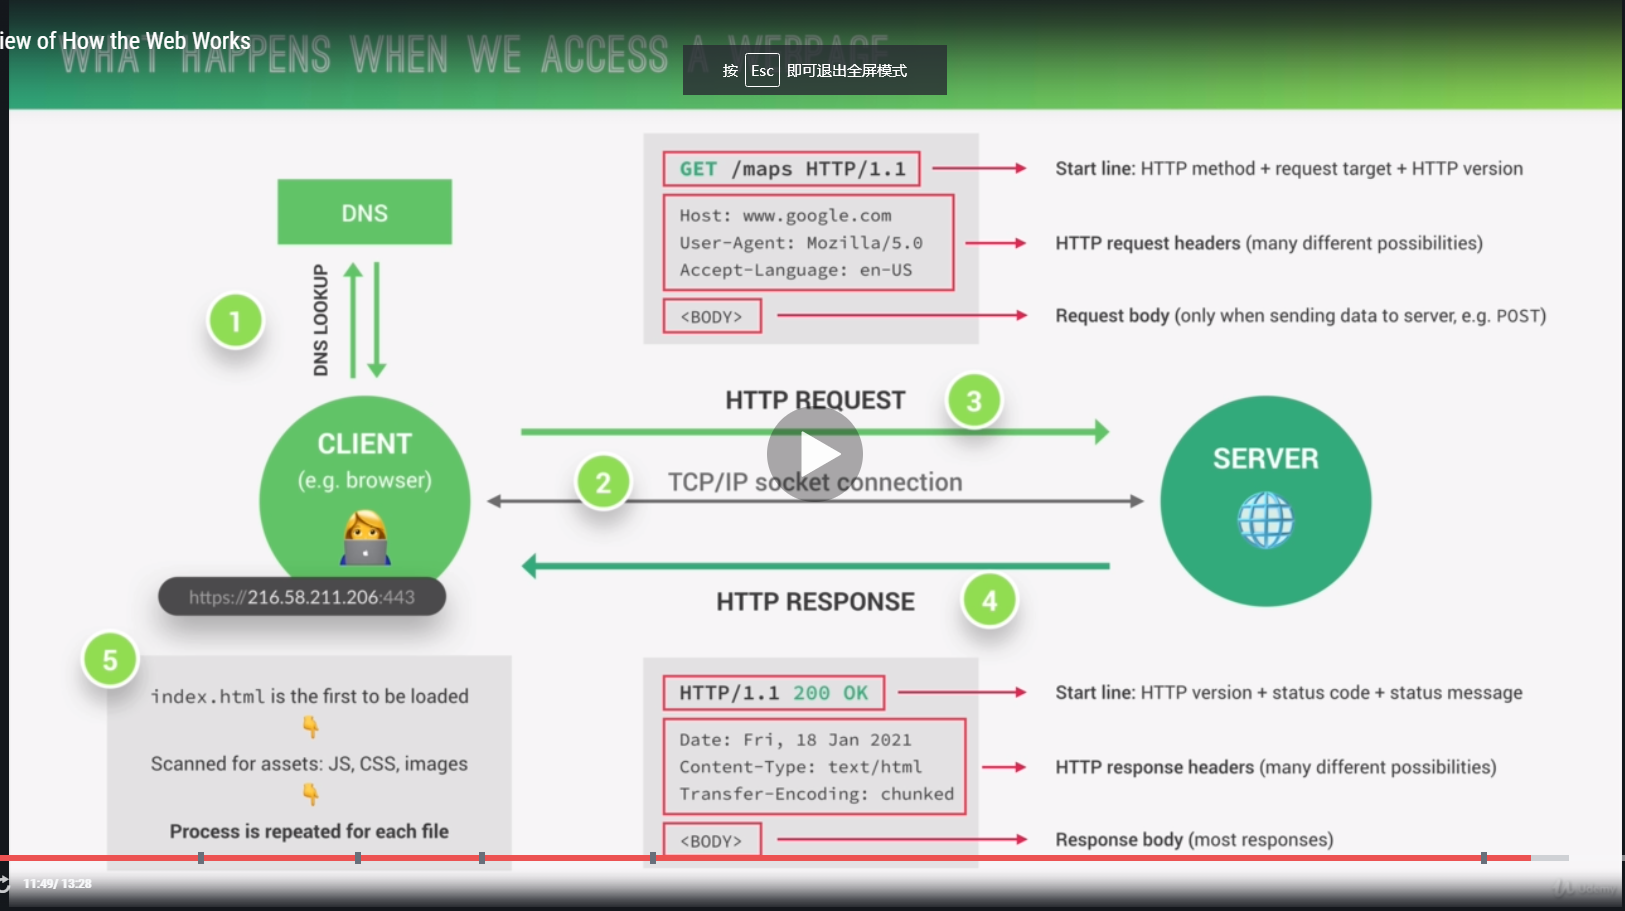 iew of How the Web Works
WHAT HAPPENS WHEN WE ACCESS A WEBPAGE
按 Esc 即可退出全屏模式
DNS
DNS LOOKUP
1
GET /maps HTTP/1.1
Start line: HTTP method + request target + HTTP version
Host: www.google.com
User-Agent: Mozilla/5.0
Accept-Language: en-US
HTTP request headers (many different possibilities)
<BODY>
Request body (only when sending data to server, e.g. POST)
CLIENT
(e.g. browser)
https://216.58.211.206:443
HTTP REQUEST
3
2
TCP/IP socket connection
HTTP RESPONSE
4
SERVER
5
index.html is the first to be loaded
Scanned for assets: JS, CSS, images
Process is repeated for each file
HTTP/1.1 200 OK
Start line: HTTP version + status code + status message
Date: Fri, 18 Jan 2021
Content-Type: text/html
Transfer-Encoding: chunked
HTTP response headers (many different possibilities)
<BODY>
Response body (most responses)
11:49/ 13:28
Udemy